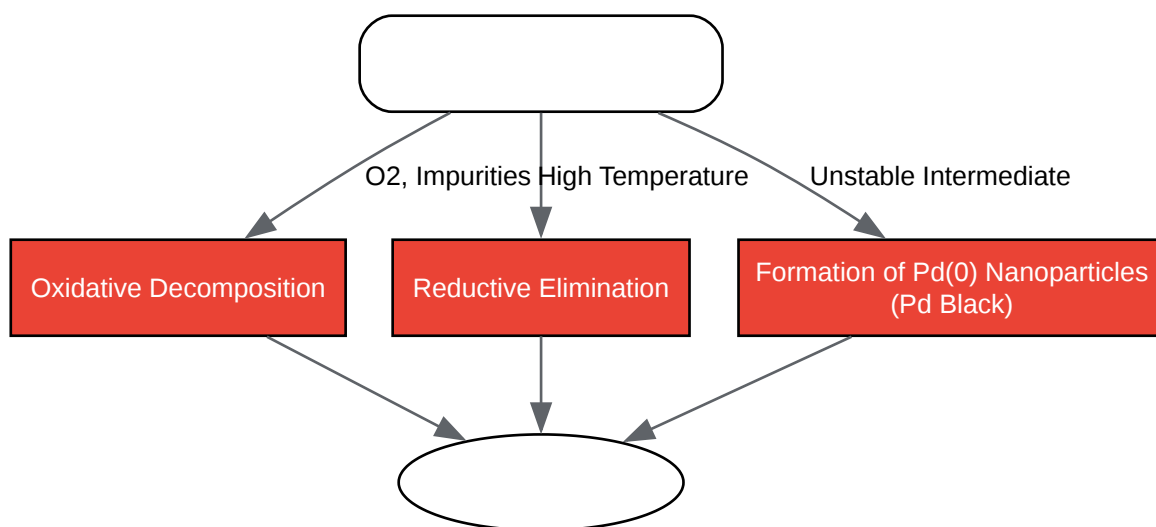 O2, Impurities
High Temperature
Unstable Intermediate
Oxidative Decomposition
Reductive Elimination
Formation of Pd(0) Nanoparticles
(Pd Black)